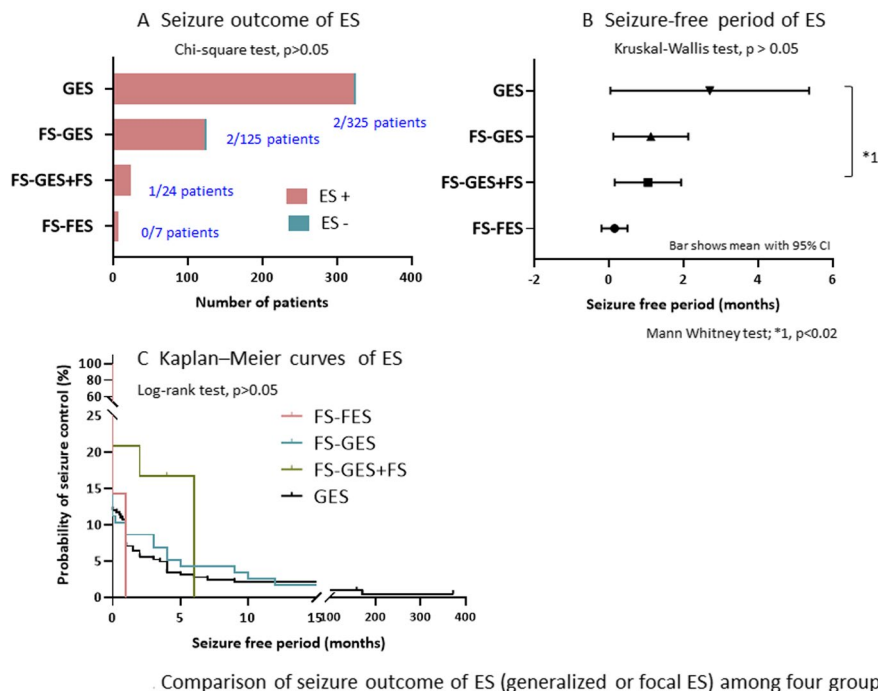 A Seizure outcome of ES
Chi-square test, p>0.05
GES
FS-GES
FS-GES+FS
FS-FES
2/325 patients
2/125 patients
1/24 patients
0/7 patients
ES +
ES -
0 100 200 300 400
Number of patients
B Seizure-free period of ES
Kruskal-Wallis test, p > 0.05
GES
FS-GES
FS-GES+FS
FS-FES
*1
Bar shows mean with 95% CI
-2 0 2 4 6
Seizure free period (months)
Mann Whitney test; *1, p<0.02
C Kaplan–Meier curves of ES
Log-rank test, p>0.05
Probability of seizure control (%)
100
80
60
25
20
15
10
5
0
FS-FES
FS-GES
FS-GES+FS
GES
0 5 10 15 100 200 300 400
Seizure free period (months)
. Comparison of seizure outcome of ES (generalized or focal ES) among four group